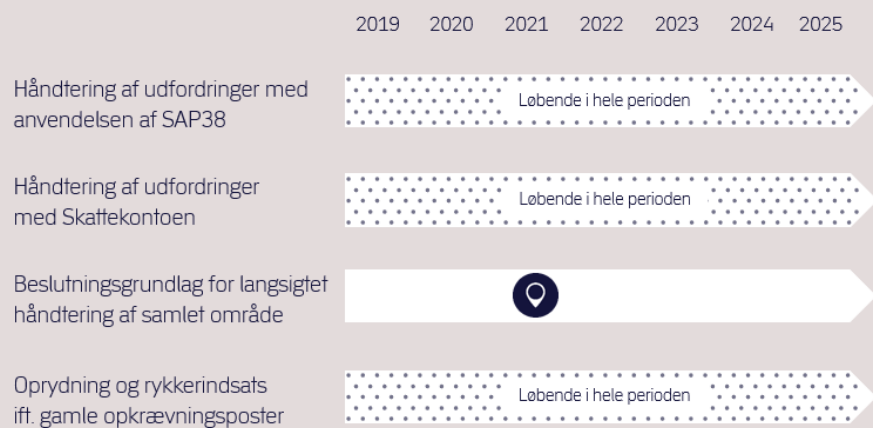 2019 2020 2021 2022 2023 2024 2025
Håndtering af udfordringer med
anvendelsen af SAP38
Løbende i hele perioden
Håndtering af udfordringer
med Skattekontoen
Løbende i hele perioden
Beslutningsgrundlag for langsigtet
håndtering af samlet område
Oprydning og rykkerindsats
ift. gamle opkrævningsposter
Løbende i hele perioden